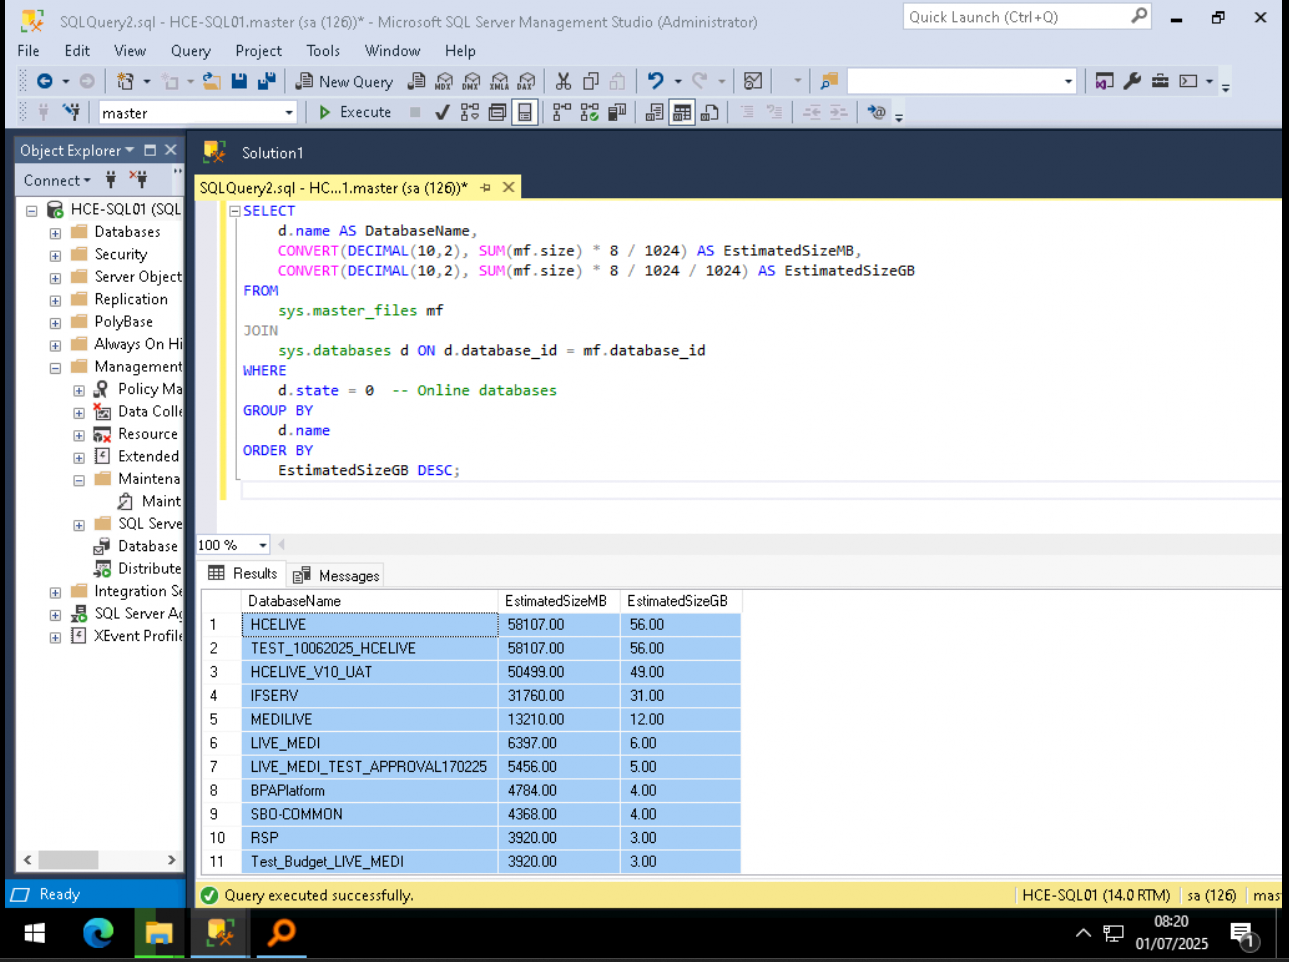 SQLQuery2.sql - HCE-SQL01.master (sa (126))* - Microsoft SQL Server Management Studio (Administrator)
Quick Launch (Ctrl+Q)
File Edit View Query Project Tools Window Help
New Query MDX DMX XMLA DAX
master Execute
Object Explorer
Solution1
Connect
SQLQuery2.sql - HC...1.master (sa (126))*
HCE-SQL01 (SQL
Databases
Security
Server Object
Replication
PolyBase
Always On Hi
Management
Policy Ma
Data Colle
Resource
Extended
Maintena
Maint
SQL Serve
Database
Distribute
Integration Se
SQL Server Ag
XEvent Profile
SELECT
d.name AS DatabaseName,
CONVERT(DECIMAL(10,2), SUM(mf.size) * 8 / 1024) AS EstimatedSizeMB,
CONVERT(DECIMAL(10,2), SUM(mf.size) * 8 / 1024 / 1024) AS EstimatedSizeGB
FROM
sys.master_files mf
JOIN
sys.databases d ON d.database_id = mf.database_id
WHERE
d.state = 0 -- Online databases
GROUP BY
d.name
ORDER BY
EstimatedSizeGB DESC;
100 %
Results Messages
DatabaseName EstimatedSizeMB EstimatedSizeGB
1 HCELIVE 58107.00 56.00
2 TEST_10062025_HCELIVE 58107.00 56.00
3 HCELIVE_V10_UAT 50499.00 49.00
4 IFSERV 31760.00 31.00
5 MEDILIVE 13210.00 12.00
6 LIVE_MEDI 6397.00 6.00
7 LIVE_MEDI_TEST_APPROVAL170225 5456.00 5.00
8 BPAPlatform 4784.00 4.00
9 SBO-COMMON 4368.00 4.00
10 RSP 3920.00 3.00
11 Test_Budget_LIVE_MEDI 3920.00 3.00
Ready
Query executed successfully. HCE-SQL01 (14.0 RTM) sa (126) mas
08:20
01/07/2025
1